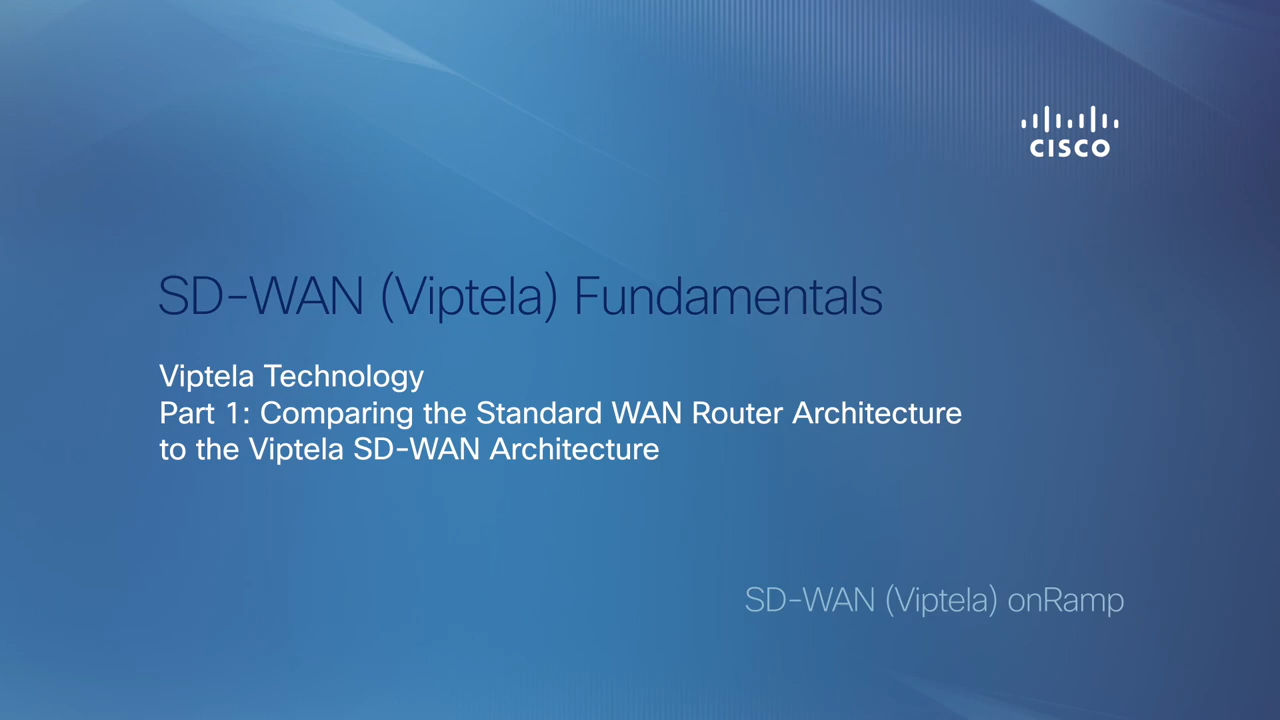 CISCO
SD-WAN (Viptela) Fundamentals
Viptela Technology
Part 1: Comparing the Standard WAN Router Architecture
to the Viptela SD-WAN Architecture
SD-WAN (Viptela) onRamp